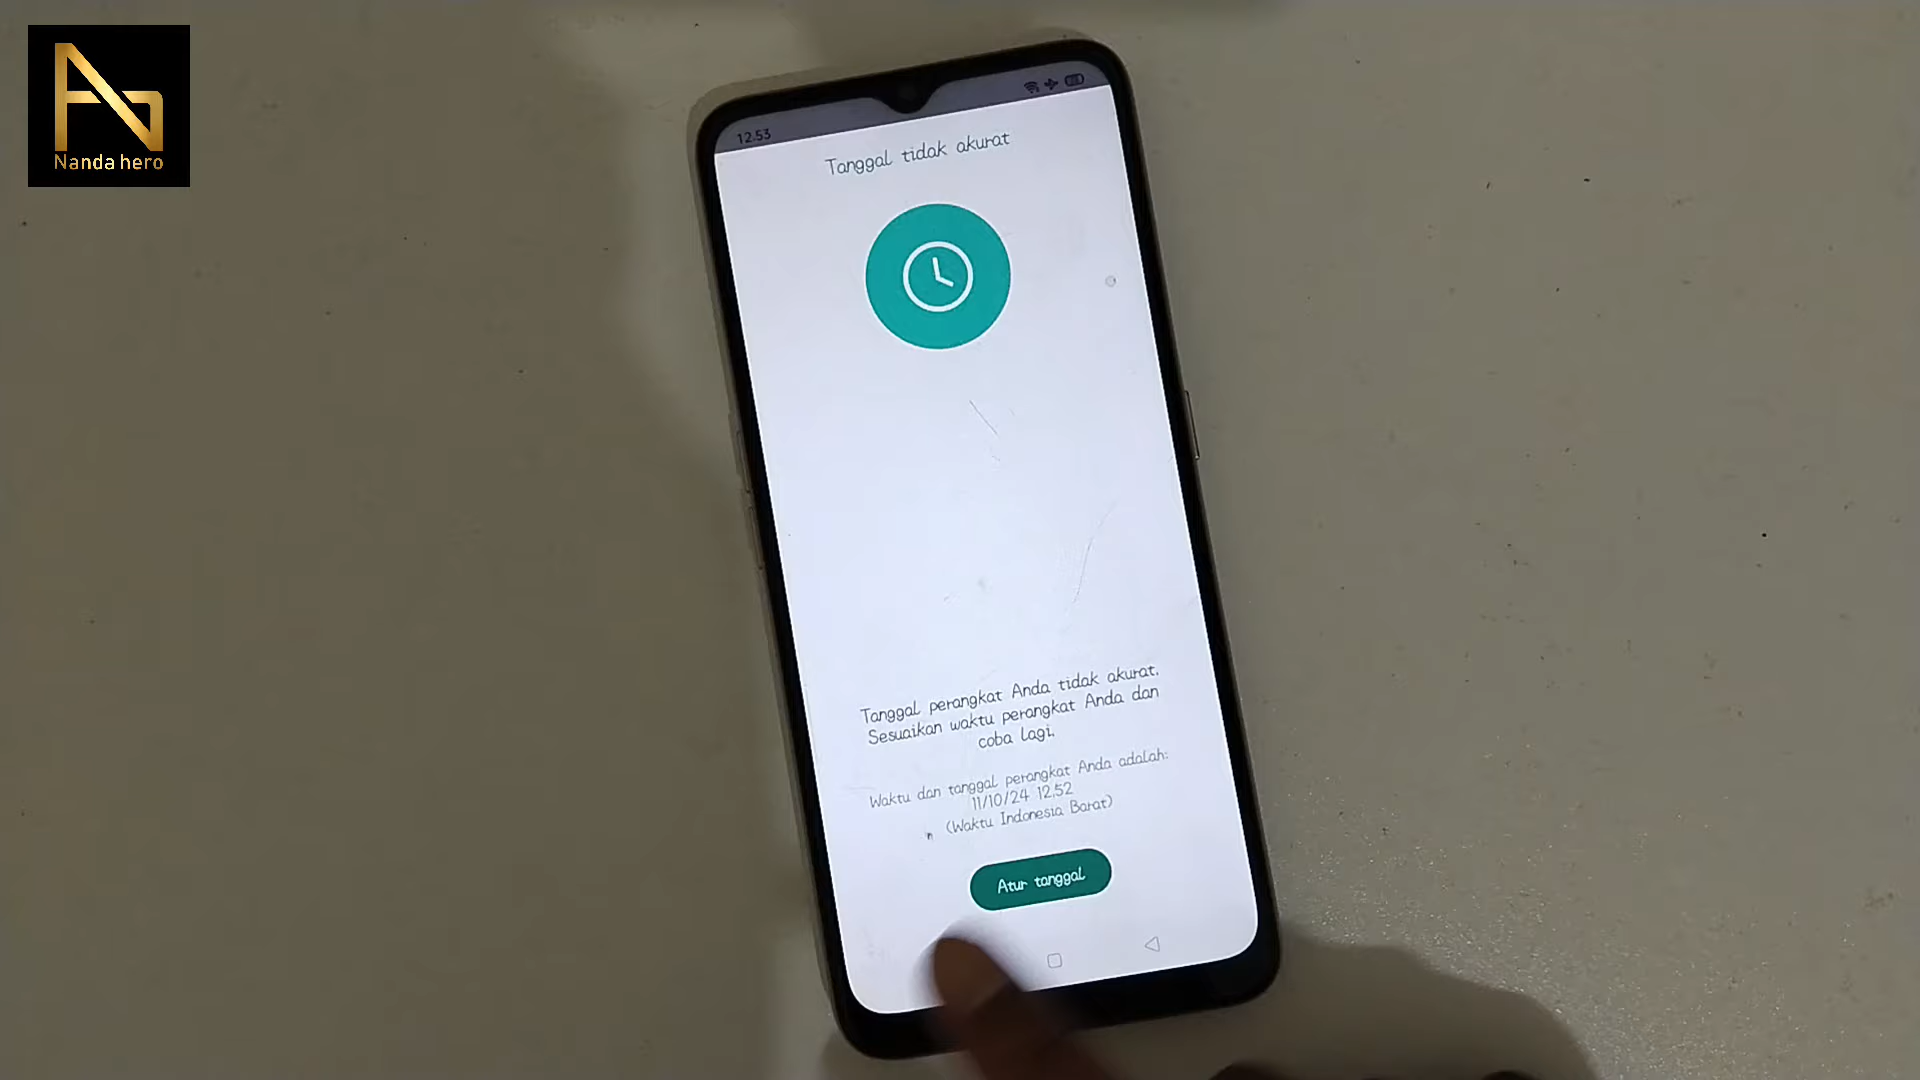 Nanda hero
12.53
Tanggal tidak akurat
Tanggal perangkat Anda tidak akurat.
Sesuaikan waktu perangkat Anda dan
coba lagi.
Waktu dan tanggal perangkat Anda adalah:
11/10/24 12.52
(Waktu Indonesia Barat)
Atur tanggal